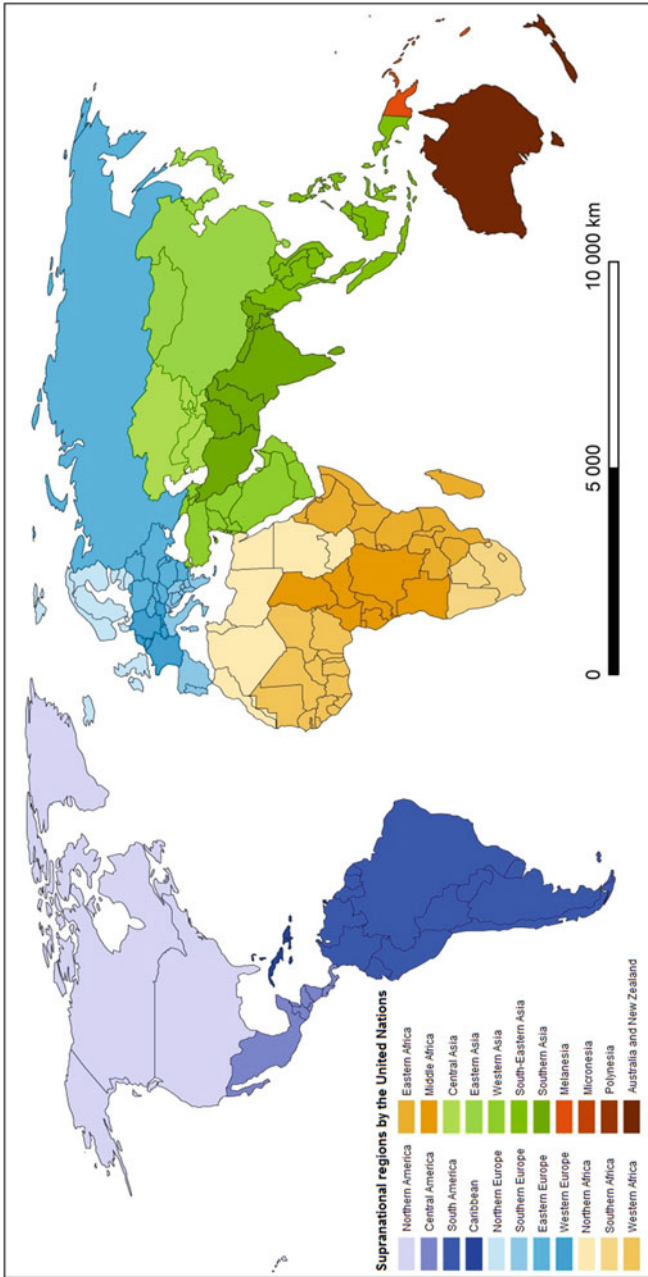 Supranational regions by the United Nations
Northern America
Central America
South America
Caribbean
Northern Europe
Southern Europe
Eastern Europe
Western Europe
Northern Africa
Southern Africa
Western Africa
Eastern Africa
Middle Africa
Central Asia
Eastern Asia
Western Asia
South-Eastern Asia
Southern Asia
Melanesia
Micronesia
Polynesia
Australia and New Zealand
0 5 000 10 000 km